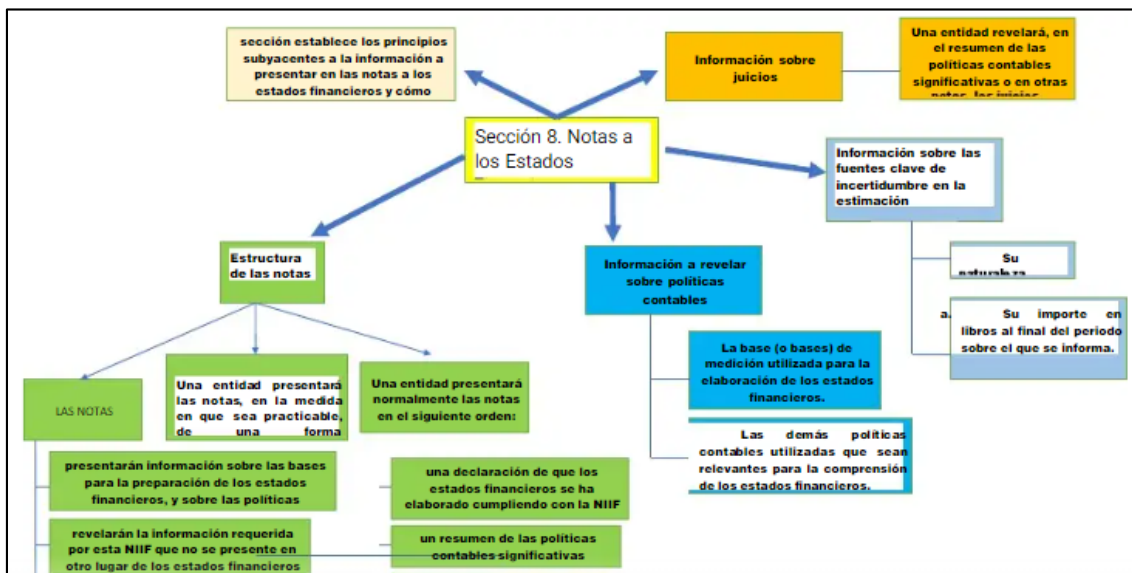 sección establece los principios
subyacentes a la información a
presentar en las notas a los
estados financieros y cómo
Información sobre
juicios
Una entidad revelará, en
el resumen de las
políticas contables
significativas o en otras
notas, los juicios
Sección 8. Notas a
los Estados
Información sobre las
fuentes clave de
incertidumbre en la
estimación
Su
naturaleza
a. Su importe en
libros al final del periodo
sobre el que se informa.
Estructura
de las notas
Información a revelar
sobre políticas
contables
La base (o bases) de
medición utilizada para la
elaboración de los estados
financieros.
Las demás políticas
contables utilizadas que sean
relevantes para la comprensión
de los estados financieros.
LAS NOTAS
Una entidad presentará
las notas, en la medida
en que sea practicable,
de una forma
Una entidad presentará
normalmente las notas
en el siguiente orden:
presentarán información sobre las bases
para la preparación de los estados
financieros, y sobre las políticas
revelarán la información requerida
por esta NIIF que no se presente en
otro lugar de los estados financieros
una declaración de que los
estados financieros se ha
elaborado cumpliendo con la NIIF
un resumen de las políticas
contables significativas